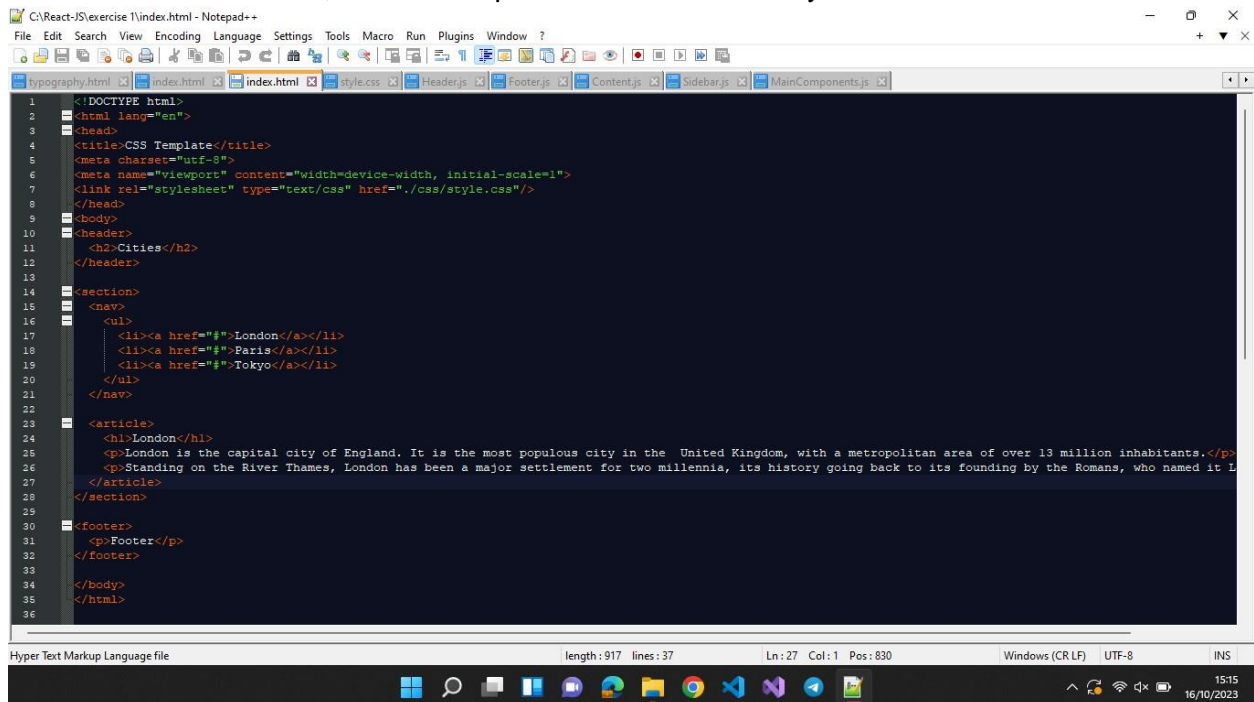 C:\React-JS\exercise 1\index.html - Notepad++
File Edit Search View Encoding Language Settings Tools Macro Run Plugins Window ?
typography.html index.html index.html style.css Header.js Footer.js Content.js Sidebar.js MainComponents.js
1 <!DOCTYPE html>
2 <html lang="en">
3 <head>
4 <title>CSS Template</title>
5 <meta charset="utf-8">
6 <meta name="viewport" content="width=device-width, initial-scale=1">
7 <link rel="stylesheet" type="text/css" href="./css/style.css"/>
8 </head>
9 <body>
10 <header>
11 <h2>Cities</h2>
12 </header>
13
14 <section>
15 <nav>
16 <ul>
17 <li><a href="#">London</a></li>
18 <li><a href="#">Paris</a></li>
19 <li><a href="#">Tokyo</a></li>
20 </ul>
21 </nav>
22
23 <article>
24 <h1>London</h1>
25 <p>London is the capital city of England. It is the most populous city in the  United Kingdom, with a metropolitan area of over 13 million inhabitants.</p>
26 <p>Standing on the River Thames, London has been a major settlement for two millennia, its history going back to its founding by the Romans, who named it L
27 </article>
28 </section>
29
30 <footer>
31 <p>Footer</p>
32 </footer>
33
34 </body>
35 </html>
36
Hyper Text Markup Language file length : 917 lines : 37 Ln : 27 Col : 1 Pos : 830 Windows (CR LF) UTF-8 INS
15:15
16/10/2023